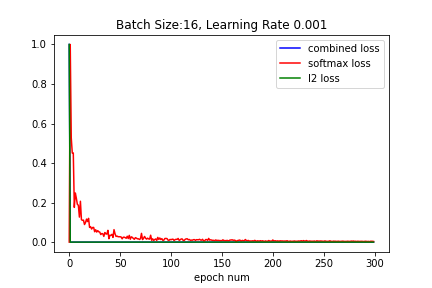 Batch Size:16, Learning Rate 0.001
combined loss
softmax loss
l2 loss
1.0
0.8
0.6
0.4
0.2
0.0
0 50 100 150 200 250 300
epoch num